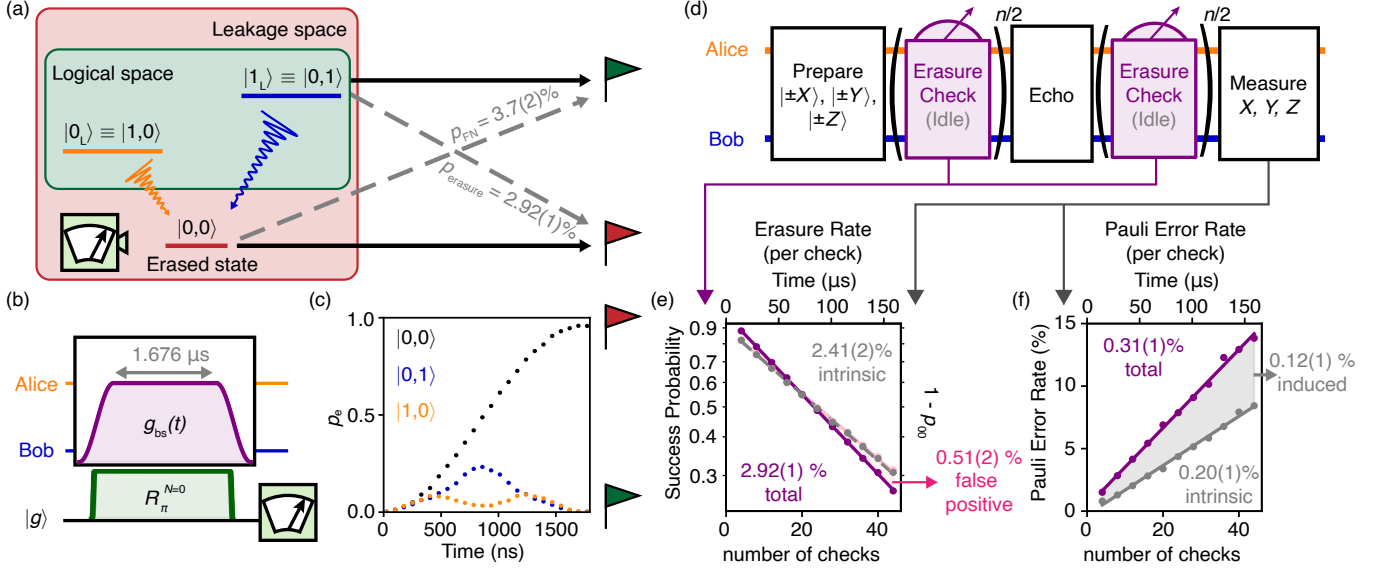 (a)
Leakage space
Logical space
|1_L⟩ ≡ |0,1⟩
|0_L⟩ ≡ |1,0⟩
|0,0⟩
Erased state
p_FN = 3.7(2)%
p_erasure = 2.92(1)%
(b)
1.676 µs
Alice
g_bs(t)
Bob
R_π^{N=0}
|g⟩
(c)
1.0
0.5
0.0
p_e
|0,0⟩
|0,1⟩
|1,0⟩
0
500
1000
1500
Time (ns)
(d)
Alice
Bob
Prepare
|±X⟩, |±Y⟩,
|±Z⟩
Erasure
Check
(Idle)
n/2
Echo
Erasure
Check
(Idle)
n/2
Measure
X, Y, Z
Erasure Rate
(per check)
Time (µs)
(e)
0 50 100 150
0.9
0.6
0.5
0.4
0.3
Success Probability
2.41(2)%
intrinsic
2.92(1) %
total
1 - p_00
0.51(2) %
false
positive
0 20 40
number of checks
Pauli Error Rate
(per check)
Time (µs)
(f)
0 50 100 150
15
10
5
0
Pauli Error Rate (%)
0.31(1)%
total
0.12(1) %
induced
0.20(1)%
intrinsic
0 20 40
number of checks